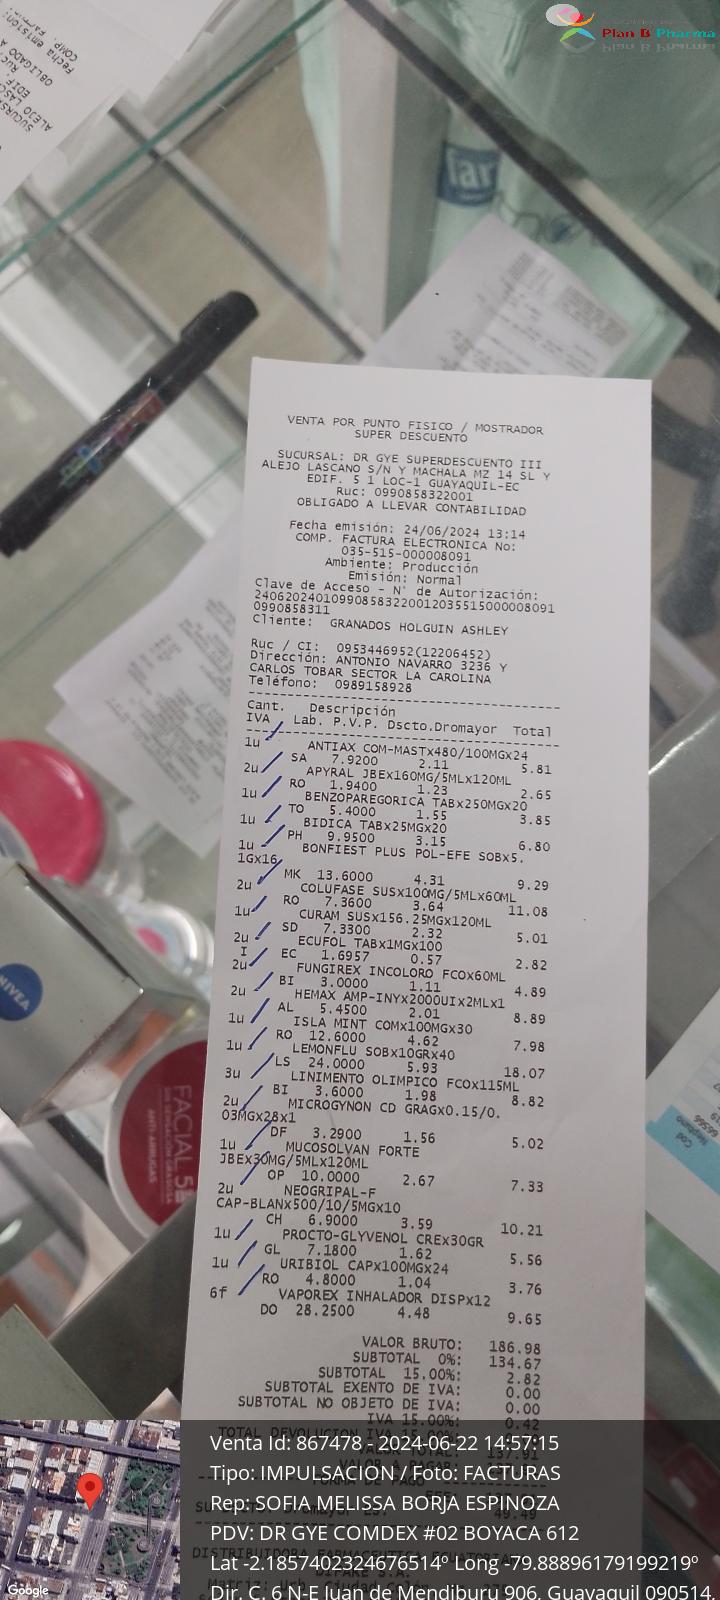 Plan B Pharma
far
VENTA POR PUNTO FISICO / MOSTRADOR
SUPER DESCUENTO
SUCURSAL: DR GYE SUPERDESCUENTO III
ALEJO LASCANO S/N Y MACHALA MZ 14 SL Y
EDIF. 5 1 LOC-1 GUAYAQUIL-EC
Ruc: 0990858322001
OBLIGADO A LLEVAR CONTABILIDAD
Fecha emisión: 24/06/2024 13:14
COMP. FACTURA ELECTRONICA No:
035-515-000008091
Ambiente: Producción
Emisión: Normal
Clave de Acceso - N° de Autorización:
240620240109908583220012035515000008091
0990858311
Cliente: GRANADOS HOLGUIN ASHLEY
Ruc / CI: 0953446952(12206452)
Dirección: ANTONIO NAVARRO 3236 Y
CARLOS TOBAR SECTOR LA CAROLINA
Teléfono: 0989158928
Cant. Descripción
IVA Lab. P.V.P. Dscto.Dromayor Total
1u ANTIAX COM-MASTx480/100MGx24
SA 7.9200 2.11 5.81
2u APYRAL JBEx160MG/5MLx120ML
RO 1.9400 1.23 2.65
1u BENZOPAREGORICA TABx250MGx20
TO 5.4000 1.55 3.85
1u BIDICA TABx25MGx20
PH 9.9500 3.15 6.80
1u BONFIEST PLUS POL-EFE SOBx5.
1Gx16
MK 13.6000 4.31 9.29
2u COLUFASE SUSx100MG/5MLx60ML
RO 7.3600 3.64 11.08
1u CURAM SUSx156.25MGx120ML
SD 7.3300 2.32 5.01
2u ECUFOL TABx1MGx100
I EC 1.6957 0.57 2.82
2u FUNGIREX INCOLORO FCOx60ML
BI 3.0000 1.11 4.89
2u HEMAX AMP-INYx2000UIx2MLx1
AL 5.4500 2.01 8.89
1u ISLA MINT COMx100MGx30
RO 12.6000 4.62 7.98
1u LEMONFLU SOBx10GRx40
LS 24.0000 5.93 18.07
3u LINIMENTO OLIMPICO FCOx115ML
BI 3.6000 1.98 8.82
2u MICROGYNON CD GRAGx0.15/0.
03MGx28x1
DF 3.2900 1.56 5.02
1u MUCOSOLVAN FORTE
JBEx30MG/5MLx120ML
OP 10.0000 2.67 7.33
2u NEOGRIPAL-F
CAP-BLANx500/10/5MGx10
CH 6.9000 3.59 10.21
1u PROCTO-GLYVENOL CREx30GR
GL 7.1800 1.62 5.56
1u URIBIOL CAPx100MGx24
RO 4.8000 1.04 3.76
6f VAPOREX INHALADOR DISPx12
DO 28.2500 4.48 9.65
VALOR BRUTO: 186.98
SUBTOTAL 0%: 134.67
SUBTOTAL 15.00%: 2.82
SUBTOTAL EXENTO DE IVA: 0.00
SUBTOTAL NO OBJETO DE IVA: 0.00
IVA 15.00%: 0.42
VALOR TOTAL: 137.91
49.49
NIVEA
FACIAL 5
ANTI-ARRUGAS
Venta Id: 867478 - 2024-06-22 14:57:15
Tipo: IMPULSACION / Foto: FACTURAS
Rep: SOFIA MELISSA BORJA ESPINOZA
PDV: DR GYE COMDEX #02 BOYACA 612
Lat -2.1857402324676514º Long -79.88896179199219º
Dir. C. 6 N-E Juan de Mendiburu 906, Guayaquil 090514,
Google